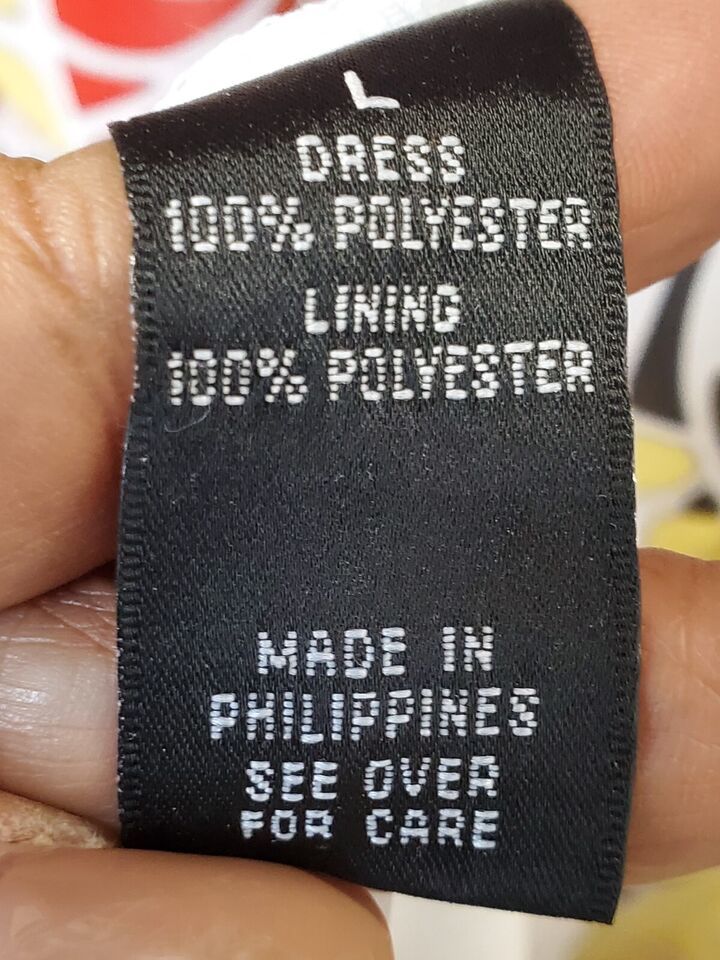 L
DRESS
100% POLYESTER
LINING
100% POLYESTER
MADE IN
PHILIPPINES
SEE OVER
FOR CARE